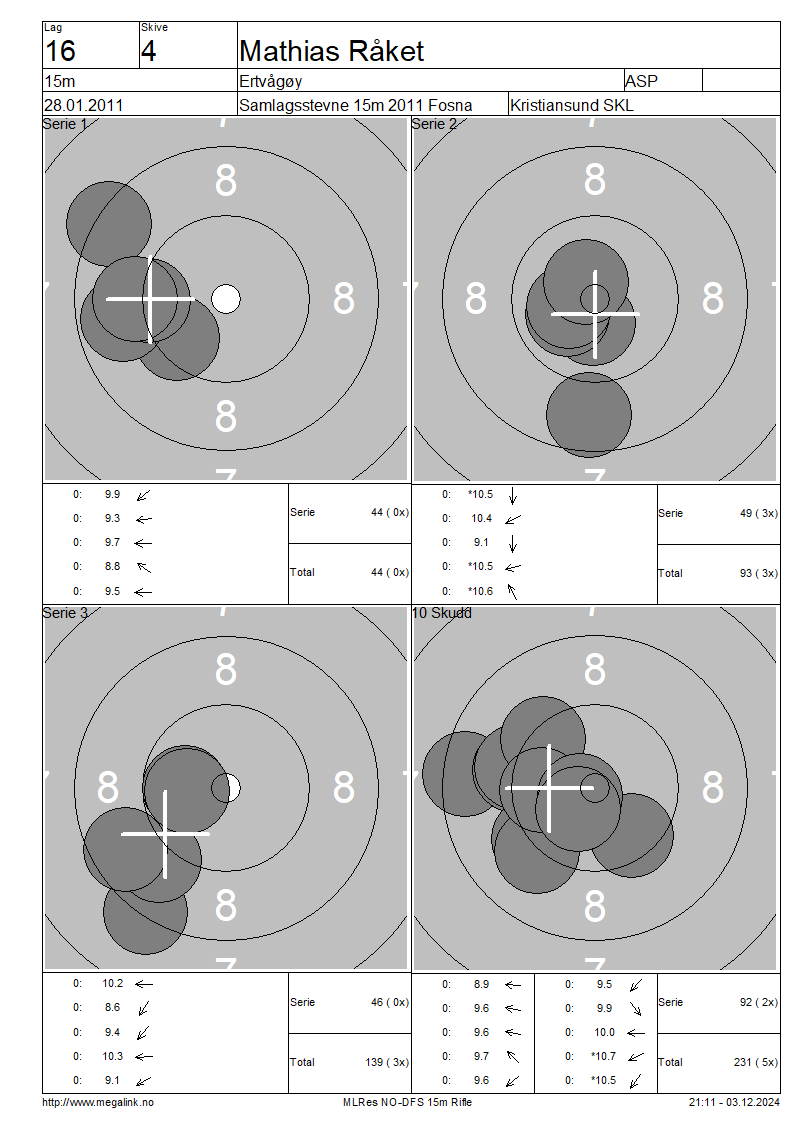 Lag
Skive
16
4
Mathias Råket
15m
Ertvågøy
ASP
28.01.2011
Samlagsstevne 15m 2011 Fosna
Kristiansund SKL
Serie 1
8
8
8
7
0: 9.9
0: 9.3
0: 9.7
0: 8.8
0: 9.5
Serie 44 ( 0x)
Total 44 ( 0x)
Serie 2
8
8
8
7
0: *10.5
0: 10.4
0: 9.1
0: *10.5
0: *10.6
Serie 49 ( 3x)
Total 93 ( 3x)
Serie 3
8
8
8
8
7
0: 10.2
0: 8.6
0: 9.4
0: 10.3
0: 9.1
Serie 46 ( 0x)
Total 139 ( 3x)
10 Skudd
8
8
8
7
0: 8.9
0: 9.6
0: 9.6
0: 9.7
0: 9.6
0: 9.5
0: 9.9
0: 10.0
0: *10.7
0: *10.5
Serie 92 ( 2x)
Total 231 ( 5x)
http://www.megalink.no
MLRes NO-DFS 15m Rifle
21:11 - 03.12.2024